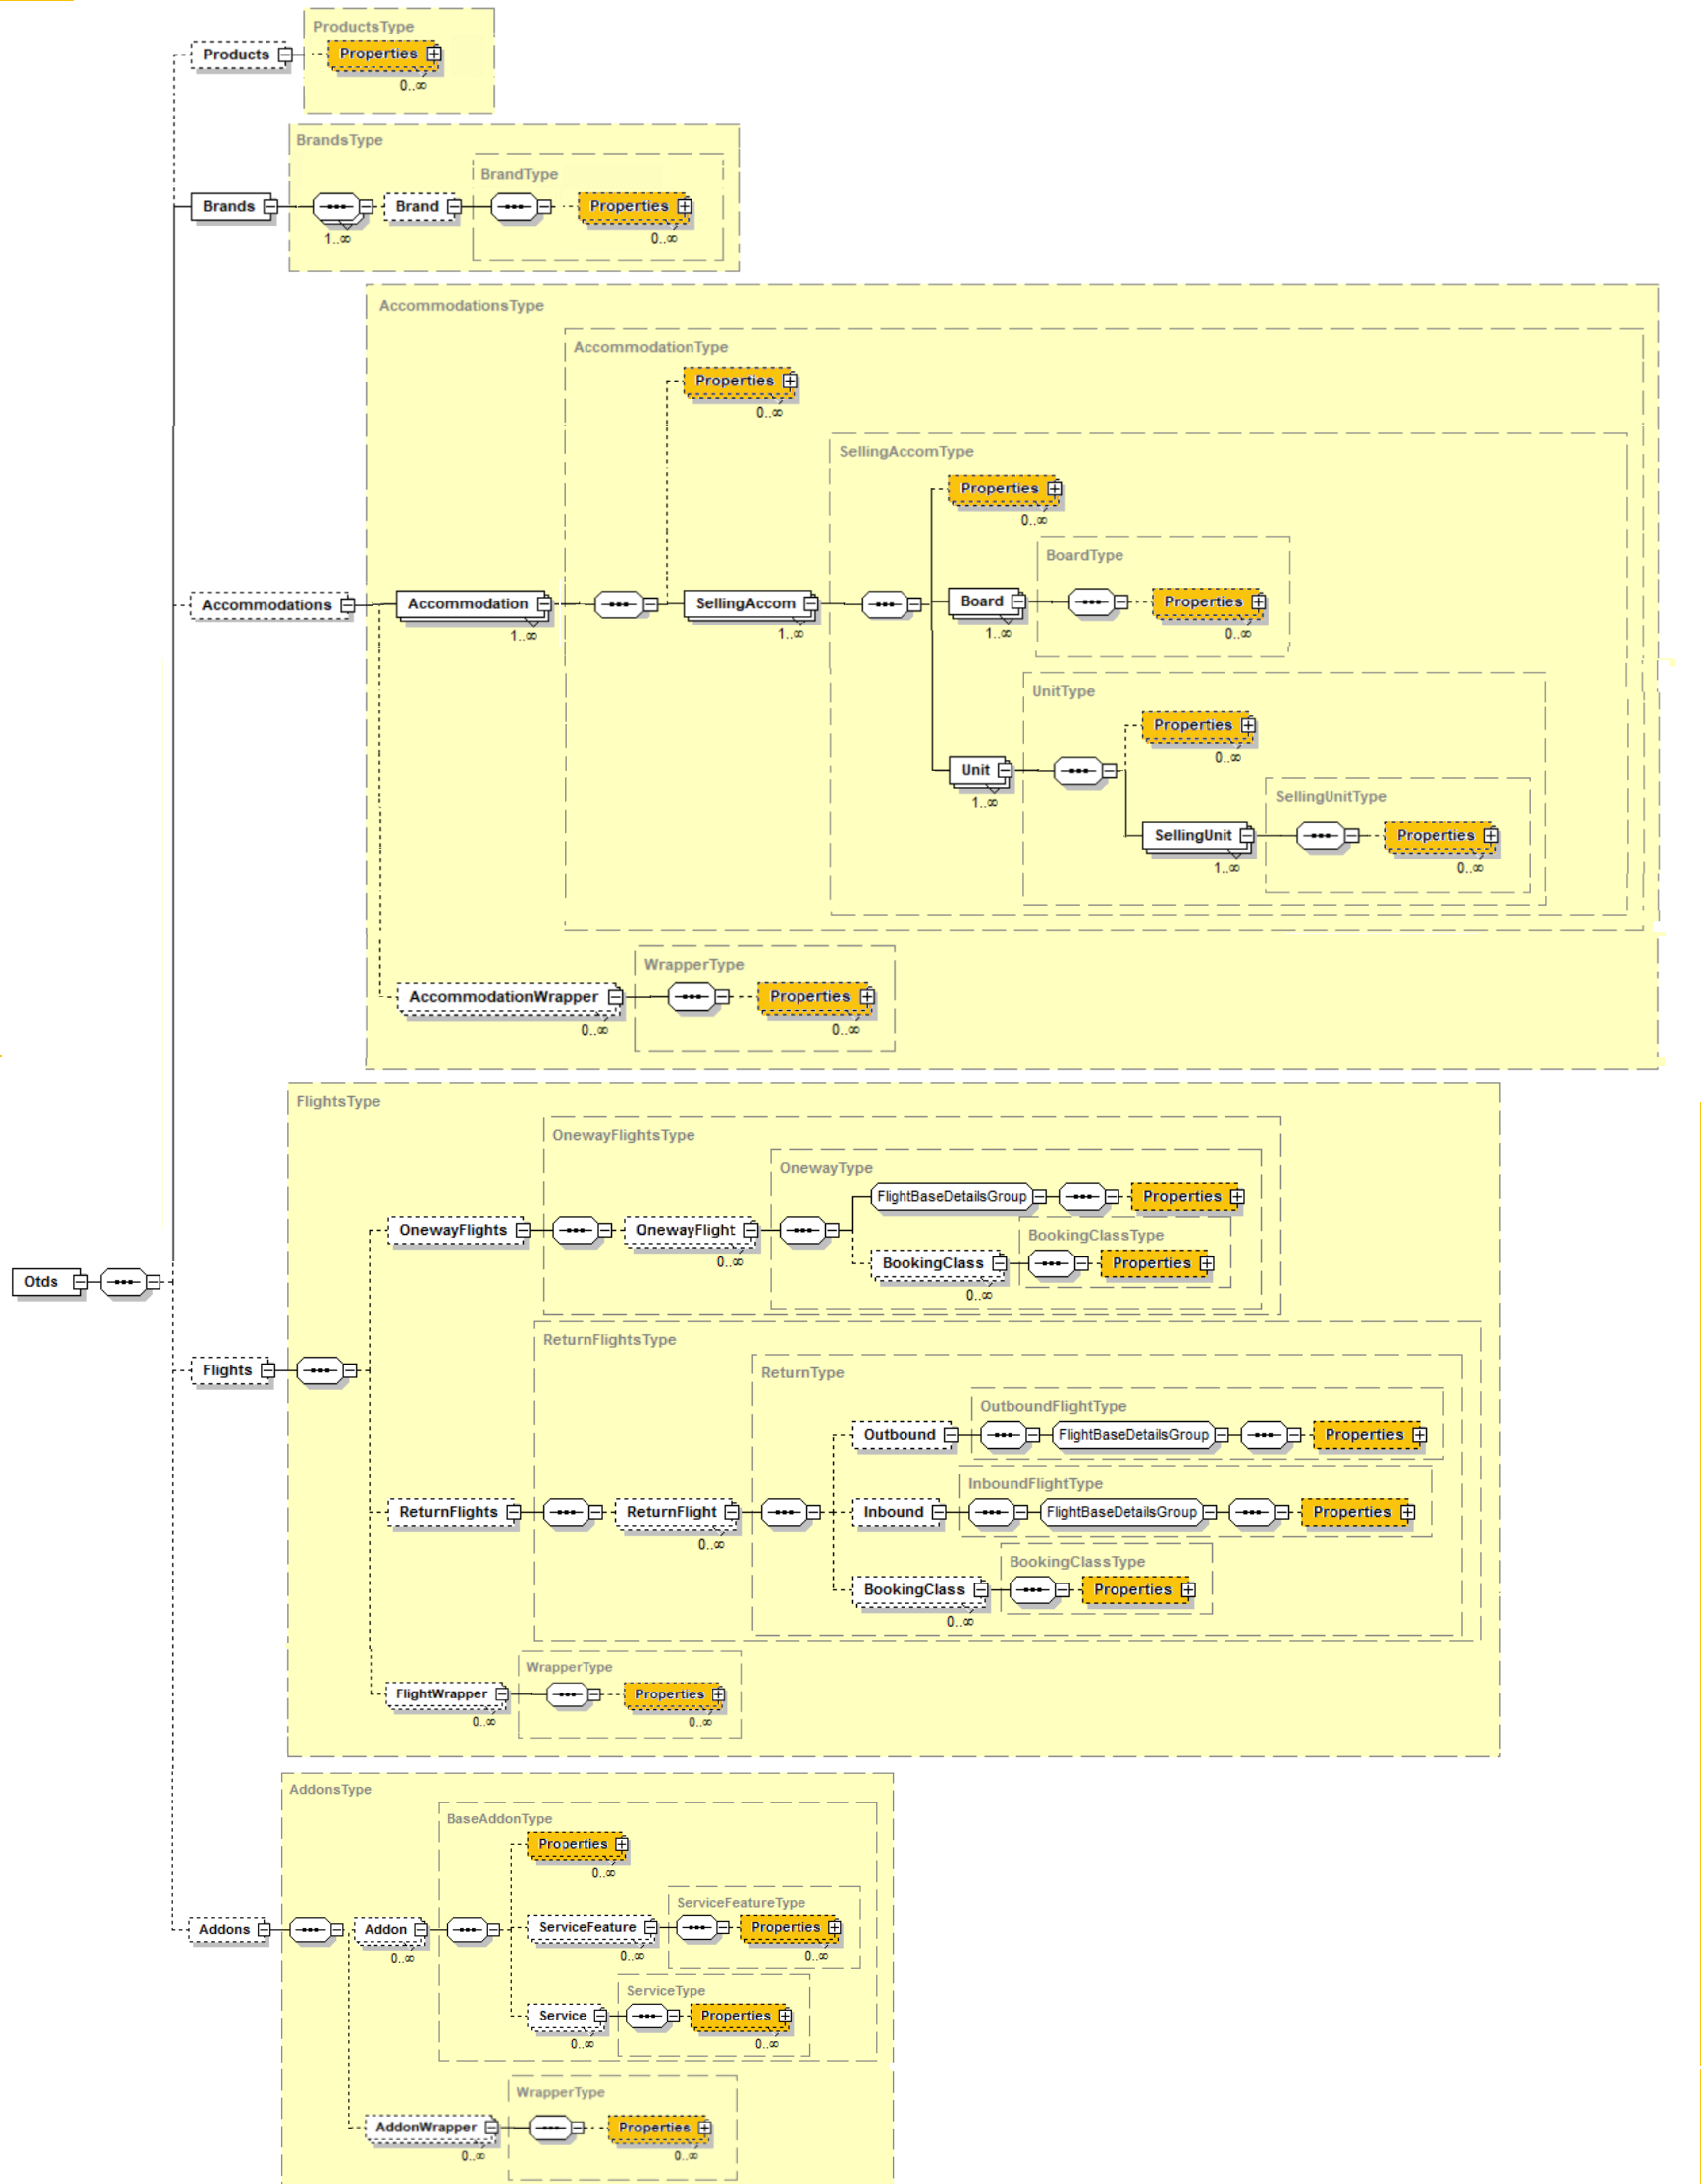 ProductsType
Products
Properties
0..∞
BrandsType
BrandType
Brands
Brand
Properties
1..∞
0..∞
AccommodationsType
AccommodationType
Properties
0..∞
SellingAccomType
Properties
0..∞
BoardType
Accommodations
Accommodation
SellingAccom
Board
Properties
1..∞
1..∞
1..∞
0..∞
UnitType
Properties
0..∞
Unit
1..∞
SellingUnitType
SellingUnit
Properties
1..∞
0..∞
WrapperType
AccommodationWrapper
Properties
0..∞
0..∞
FlightsType
OnewayFlightsType
OnewayType
FlightBaseDetailsGroup
Properties
OnewayFlights
OnewayFlight
0..∞
BookingClassType
BookingClass
Properties
0..∞
Otds
ReturnFlightsType
Flights
ReturnType
OutboundFlightType
Outbound
FlightBaseDetailsGroup
Properties
InboundFlightType
ReturnFlights
ReturnFlight
Inbound
FlightBaseDetailsGroup
Properties
0..∞
BookingClassType
BookingClass
Properties
0..∞
WrapperType
FlightWrapper
Properties
0..∞
0..∞
AddonsType
BaseAddonType
Properties
0..∞
ServiceFeatureType
Addons
Addon
ServiceFeature
Properties
0..∞
0..∞
0..∞
ServiceType
Service
Properties
0..∞
0..∞
WrapperType
AddonWrapper
Properties
0..∞
0..∞